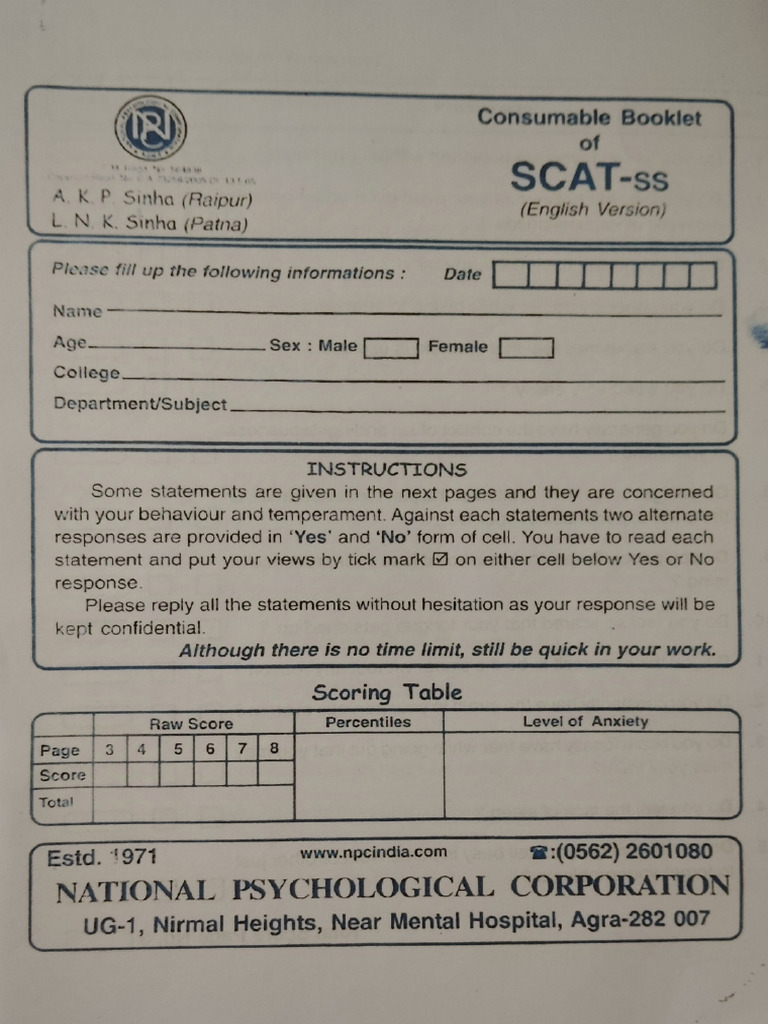 Consumable Booklet
of
SCAT-ss
(English Version)
A. K. P. Sinha (Raipur)
L. N. K. Sinha (Patna)
Please fill up the following informations : Date
Name
Age Sex : Male Female
College
Department/Subject
INSTRUCTIONS
Some statements are given in the next pages and they are concerned
with your behaviour and temperament. Against each statements two alternate
responses are provided in 'Yes' and 'No' form of cell. You have to read each
statement and put your views by tick mark ☑ on either cell below Yes or No
response.
Please reply all the statements without hesitation as your response will be
kept confidential.
Although there is no time limit, still be quick in your work.
Scoring Table
Raw Score Percentiles Level of Anxiety
Page 3 4 5 6 7 8
Score
Total
Estd. 1971 www.npcindia.com ☎:(0562) 2601080
NATIONAL PSYCHOLOGICAL CORPORATION
UG-1, Nirmal Heights, Near Mental Hospital, Agra-282 007